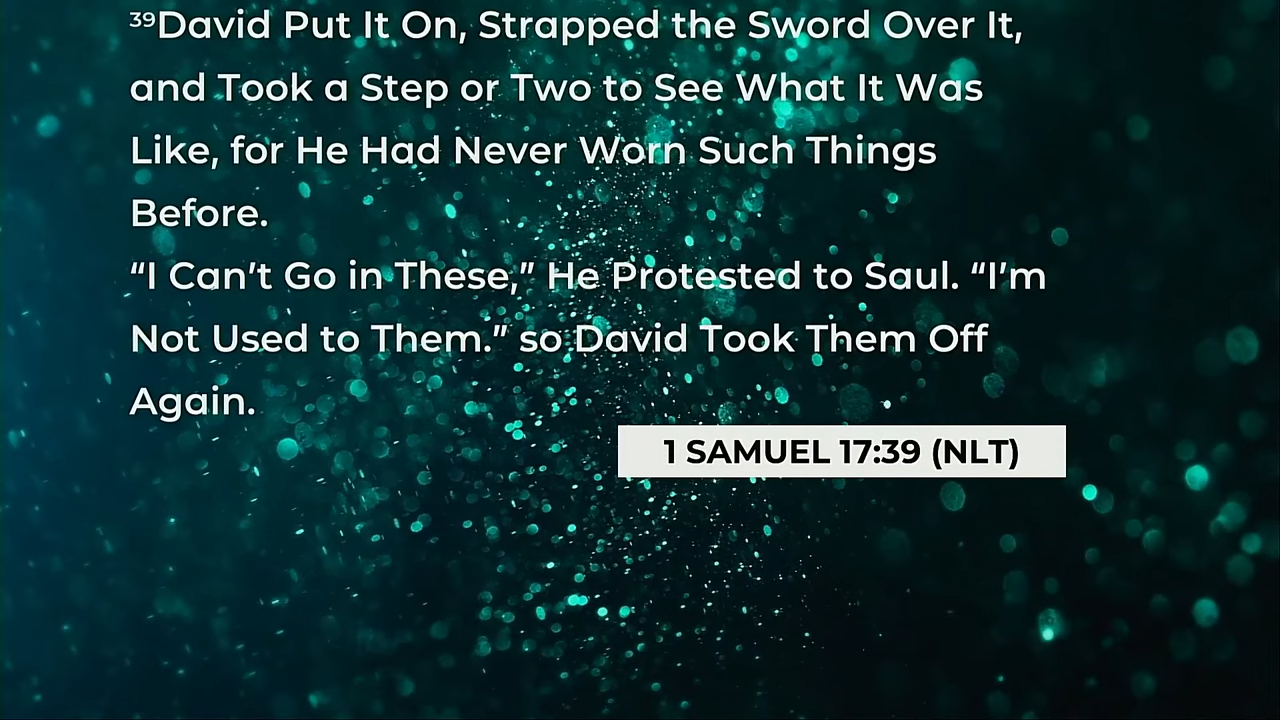 ³⁹David Put It On, Strapped the Sword Over It,
and Took a Step or Two to See What It Was
Like, for He Had Never Worn Such Things
Before.
“I Can’t Go in These,” He Protested to Saul. “I’m
Not Used to Them.” so David Took Them Off
Again.
1 SAMUEL 17:39 (NLT)